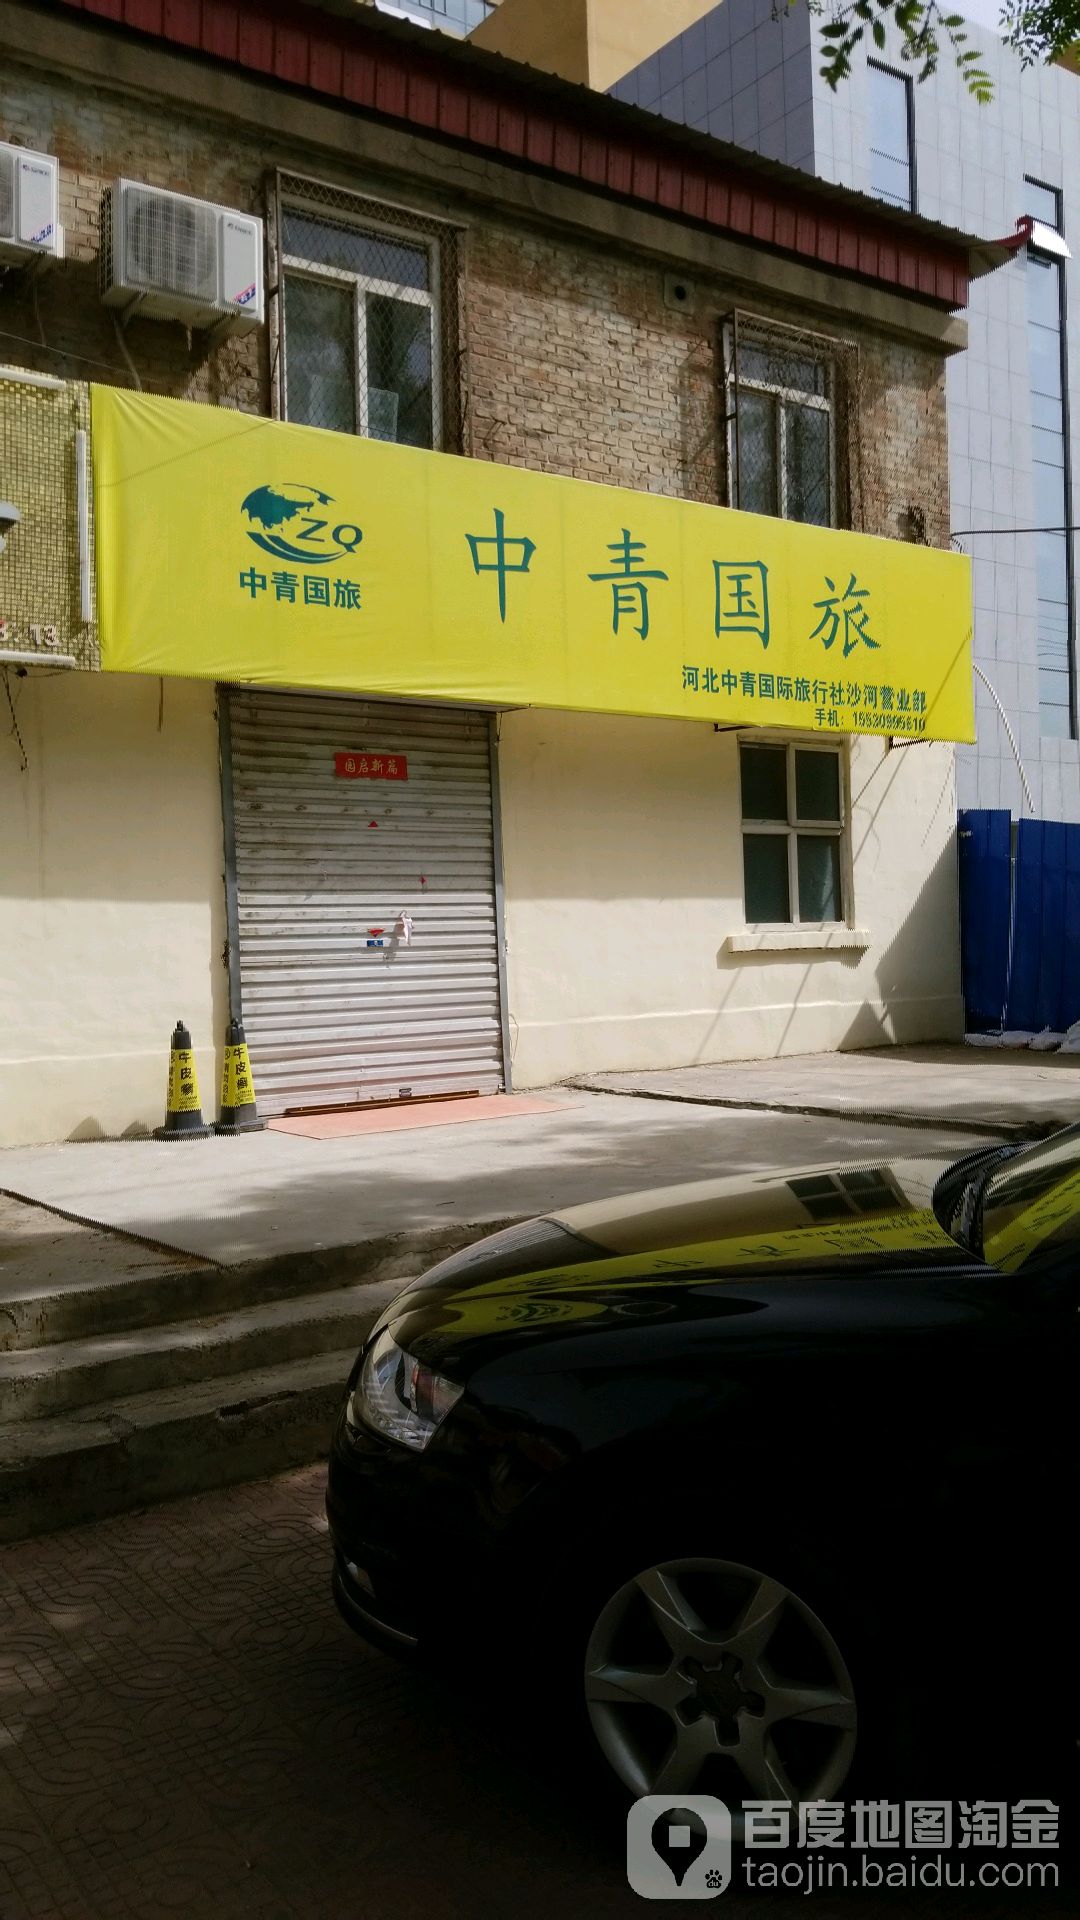 ZQ
中青国旅
中青国旅
河北中青国际旅行社沙河营业部
手机:
园启新篇
牛皮癣
牛皮癣
百度地图淘金
taojin.baidu.com